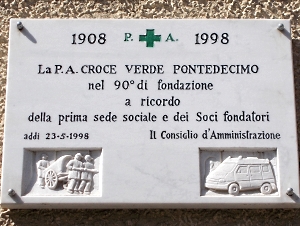 1908 P. A. 1998
La P.A. CROCE VERDE PONTEDECIMO
nel 90° di fondazione
a ricordo
della prima sede sociale e dei Soci fondatori
addì 23-5-1998 Il Consiglio d'Amministrazione